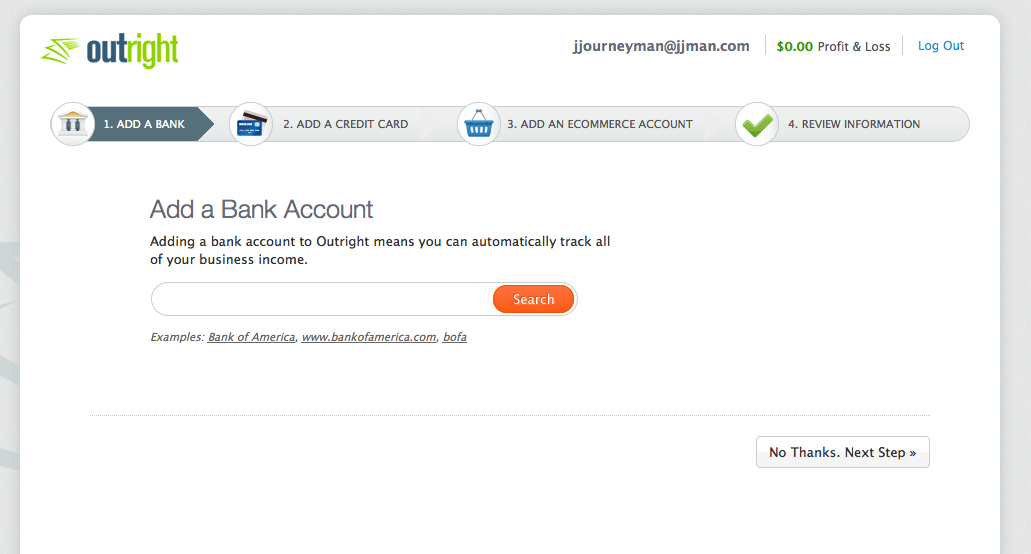 outright
jjourneyman@jjman.com
$0.00 Profit & Loss
Log Out
1. ADD A BANK
2. ADD A CREDIT CARD
3. ADD AN ECOMMERCE ACCOUNT
4. REVIEW INFORMATION
Add a Bank Account
Adding a bank account to Outright means you can automatically track all
of your business income.
Search
Examples: Bank of America, www.bankofamerica.com, bofa
No Thanks. Next Step »